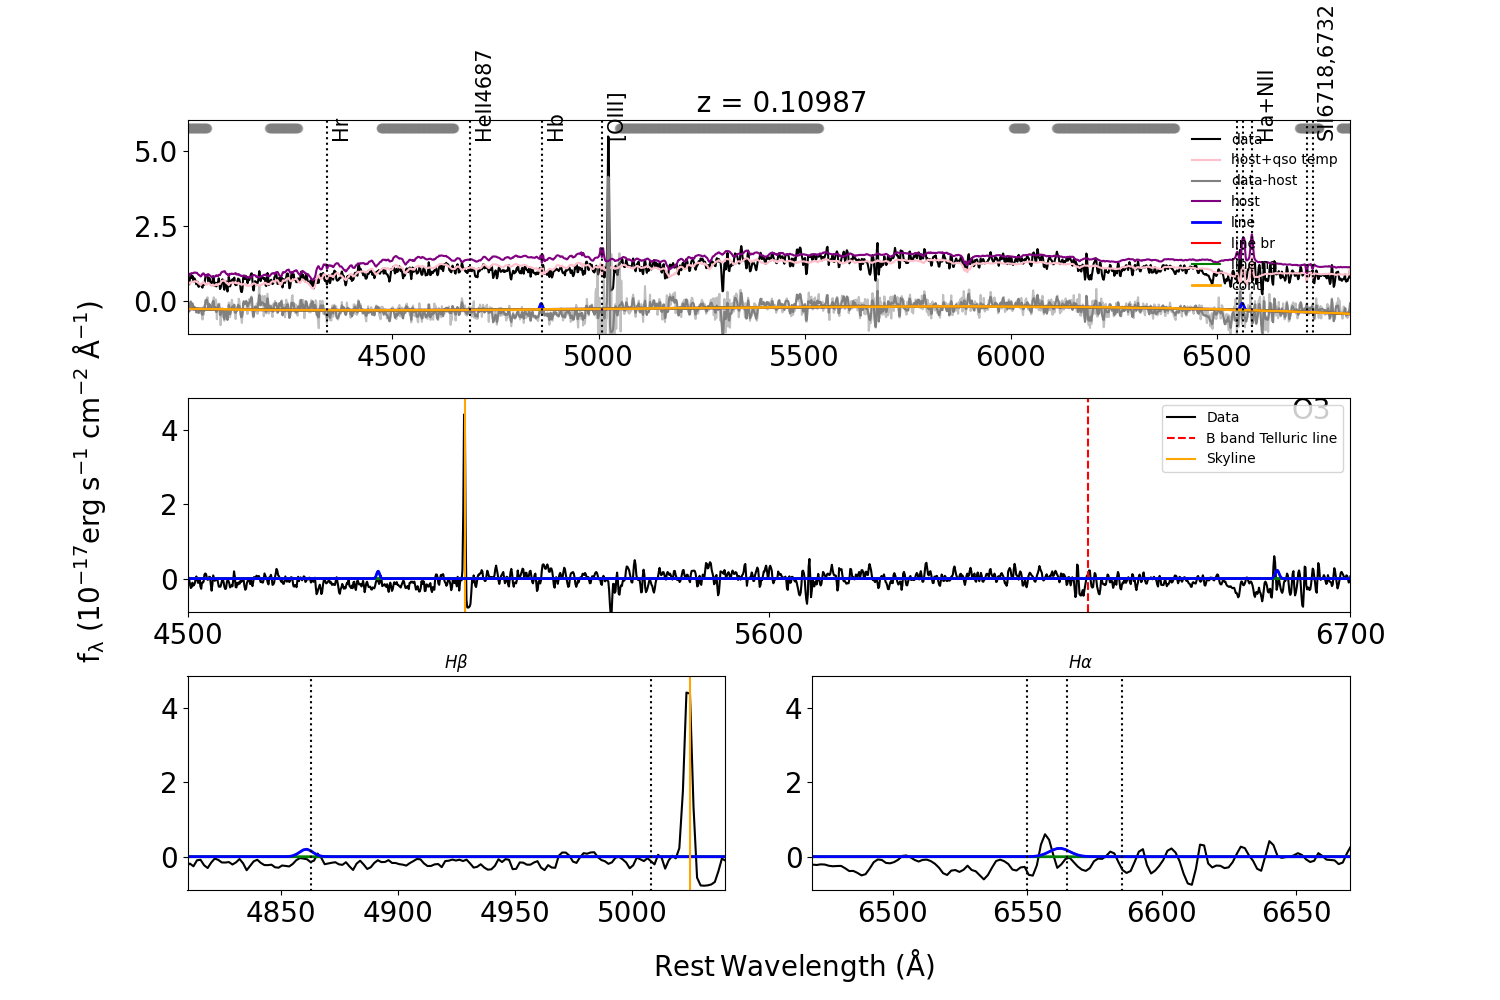 z = 0.10987
Hr
HeII4687
Hb
[OIII]
Ha+NII
SII6718,6732
data
host+qso temp
data-host
host
line
line br
cont
5.0
2.5
0.0
4500 5000 5500 6000 6500
O3
Data
B band Telluric line
Skyline
4
2
0
4500 5600 6700
fλ (10−17erg s−1 cm−2 Å−1)
Hβ
4
2
0
4850 4900 4950 5000
Hα
4
2
0
6500 6550 6600 6650
Rest Wavelength (Å)